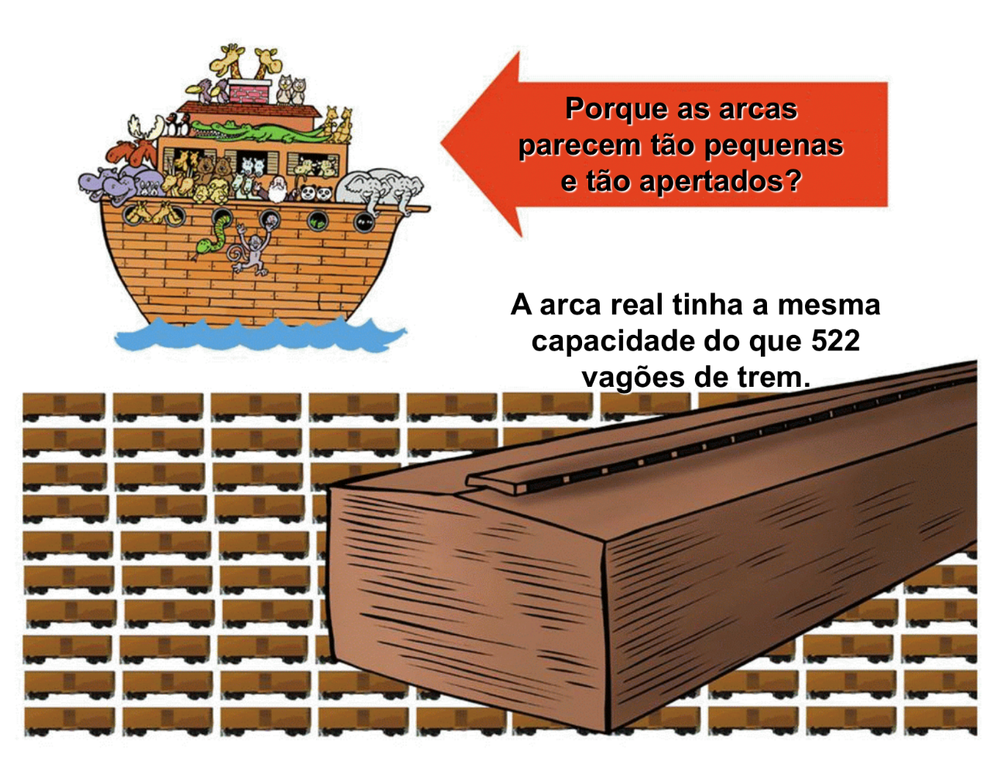 Porque as arcas
parecem tão pequenas
e tão apertados?
A arca real tinha a mesma
capacidade do que 522
vagões de trem.